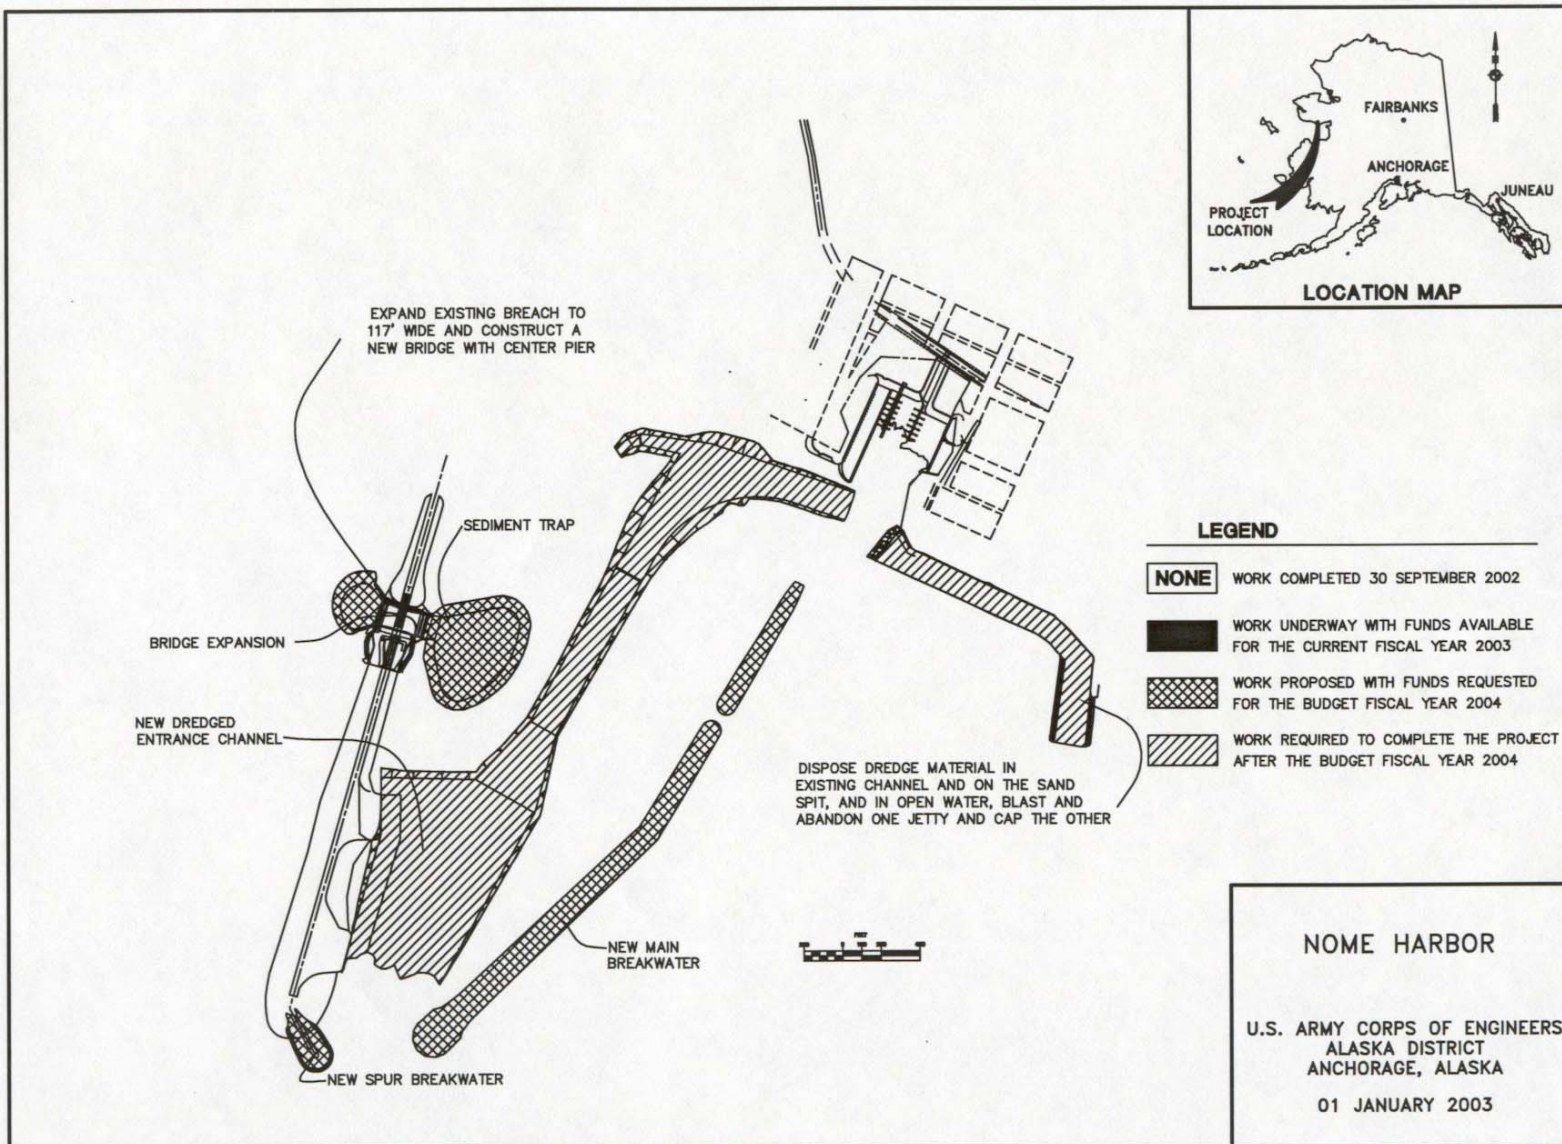 FAIRBANKS
ANCHORAGE
JUNEAU
PROJECT
LOCATION
LOCATION MAP
EXPAND EXISTING BREACH TO
117' WIDE AND CONSTRUCT A
NEW BRIDGE WITH CENTER PIER
SEDIMENT TRAP
BRIDGE EXPANSION
NEW DREDGED
ENTRANCE CHANNEL
LEGEND
NONE WORK COMPLETED 30 SEPTEMBER 2002
WORK UNDERWAY WITH FUNDS AVAILABLE
FOR THE CURRENT FISCAL YEAR 2003
WORK PROPOSED WITH FUNDS REQUESTED
FOR THE BUDGET FISCAL YEAR 2004
WORK REQUIRED TO COMPLETE THE PROJECT
AFTER THE BUDGET FISCAL YEAR 2004
DISPOSE DREDGE MATERIAL IN
EXISTING CHANNEL AND ON THE SAND
SPIT, AND IN OPEN WATER, BLAST AND
ABANDON ONE JETTY AND CAP THE OTHER
NEW MAIN
BREAKWATER
NEW SPUR BREAKWATER
FEET
NOME HARBOR
U.S. ARMY CORPS OF ENGINEERS
ALASKA DISTRICT
ANCHORAGE, ALASKA
01 JANUARY 2003